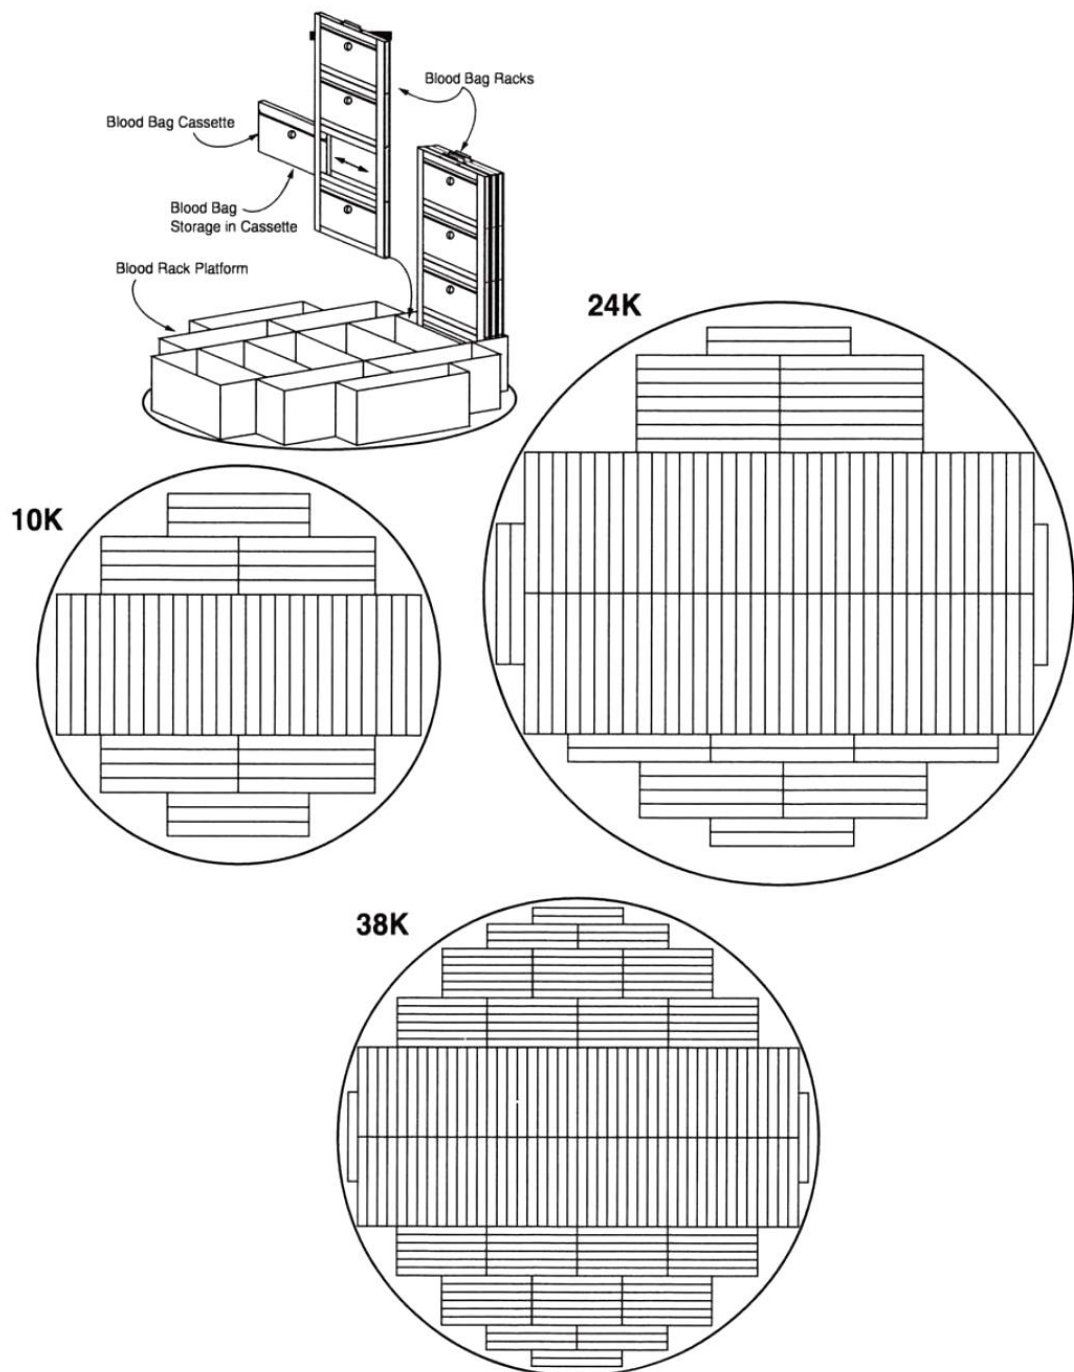 Blood Bag Racks
Blood Bag Cassette
Blood Bag
Storage in Cassette
Blood Rack Platform
24K
10K
38K